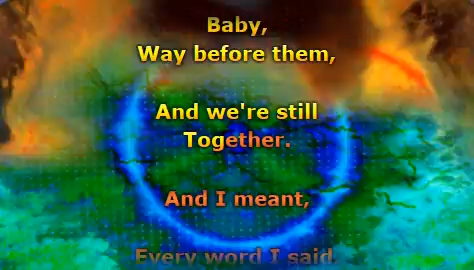 Baby,
Way before them,
And we're still
Together.
And I meant,
Every word I said